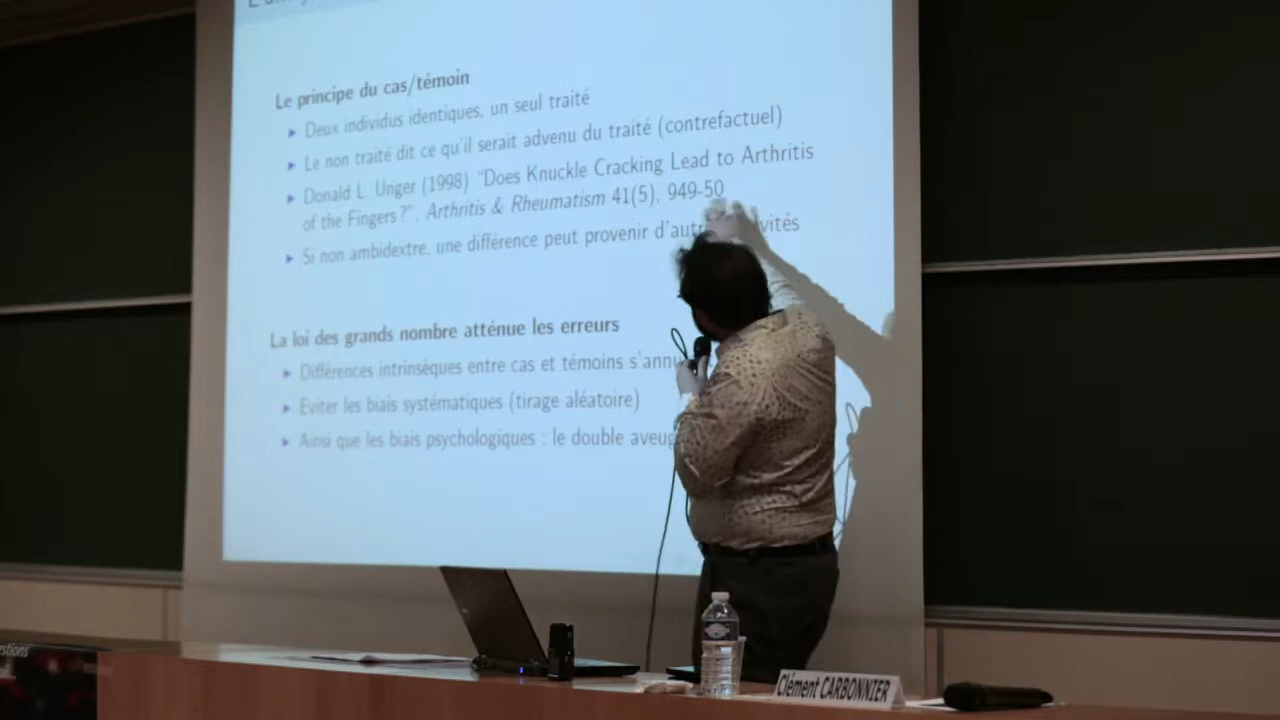 Le principe du cas/témoin
▸ Deux individus identiques, un seul traité
▸ Le non traité dit ce qu'il serait advenu du traité (contrefactuel)
▸ Donald L. Unger (1998) "Does Knuckle Cracking Lead to Arthritis
of the Fingers?", Arthritis & Rheumatism 41(5), 949-50
▸ Si non ambidextre, une différence peut provenir d'autr vités
La loi des grands nombre atténue les erreurs
▸ Différences intrinsèques entre cas et témoins s'annu
▸ Eviter les biais systématiques (tirage aléatoire)
▸ Ainsi que les biais psychologiques : le double aveug
stions
Clément CARBONNIER